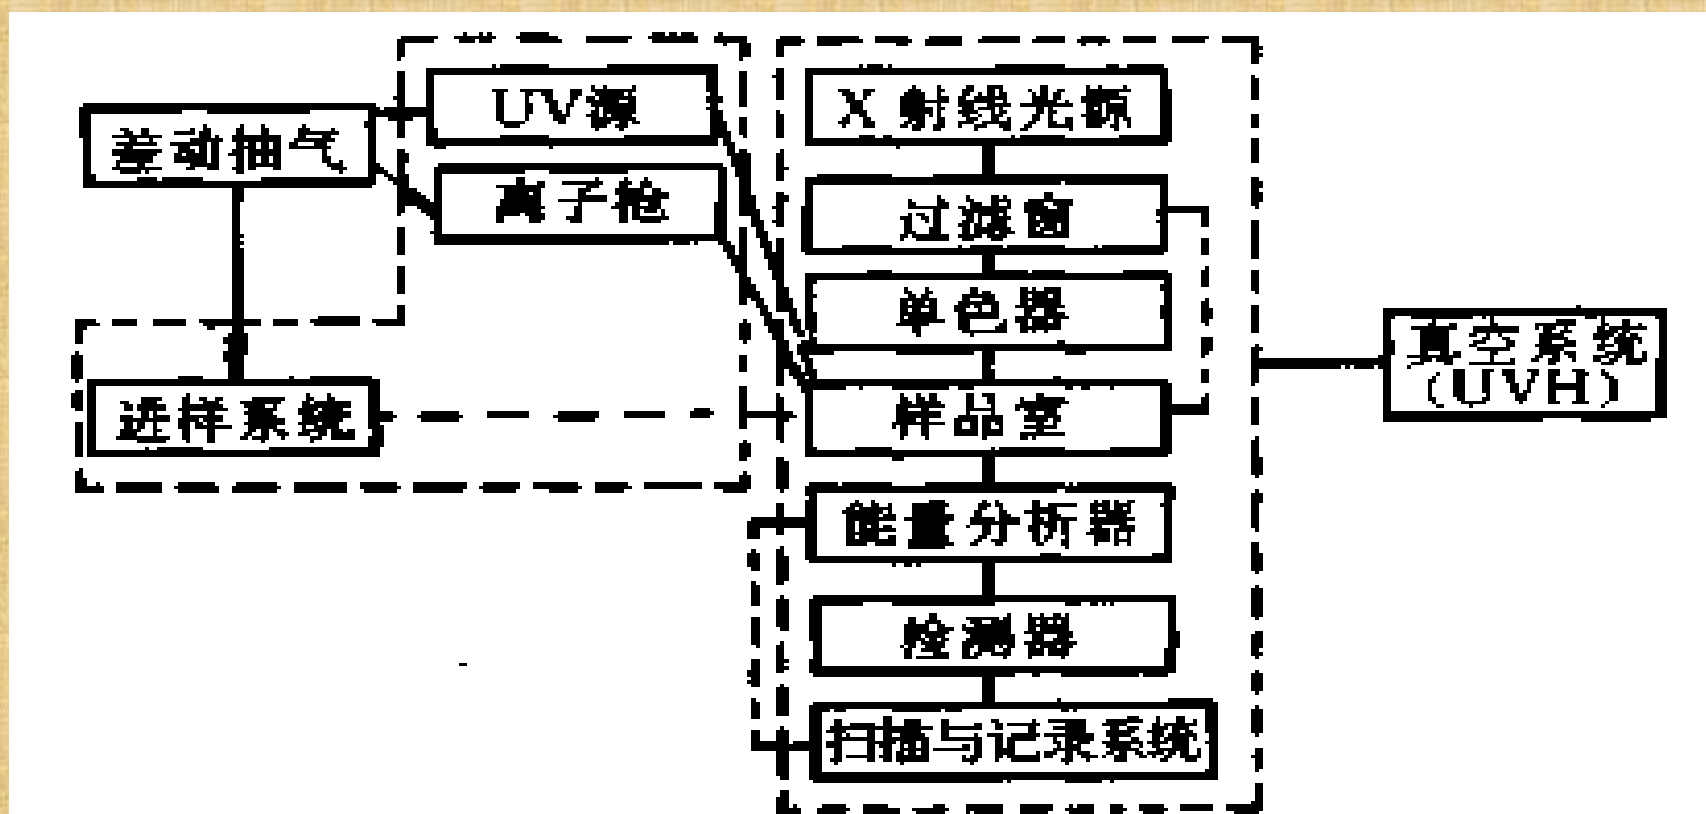 差动抽气
UV源
离子枪
进样系统
X射线光源
过滤窗
单色器
样品室
能量分析器
检测器
扫描与记录系统
真空系统
(UVH)